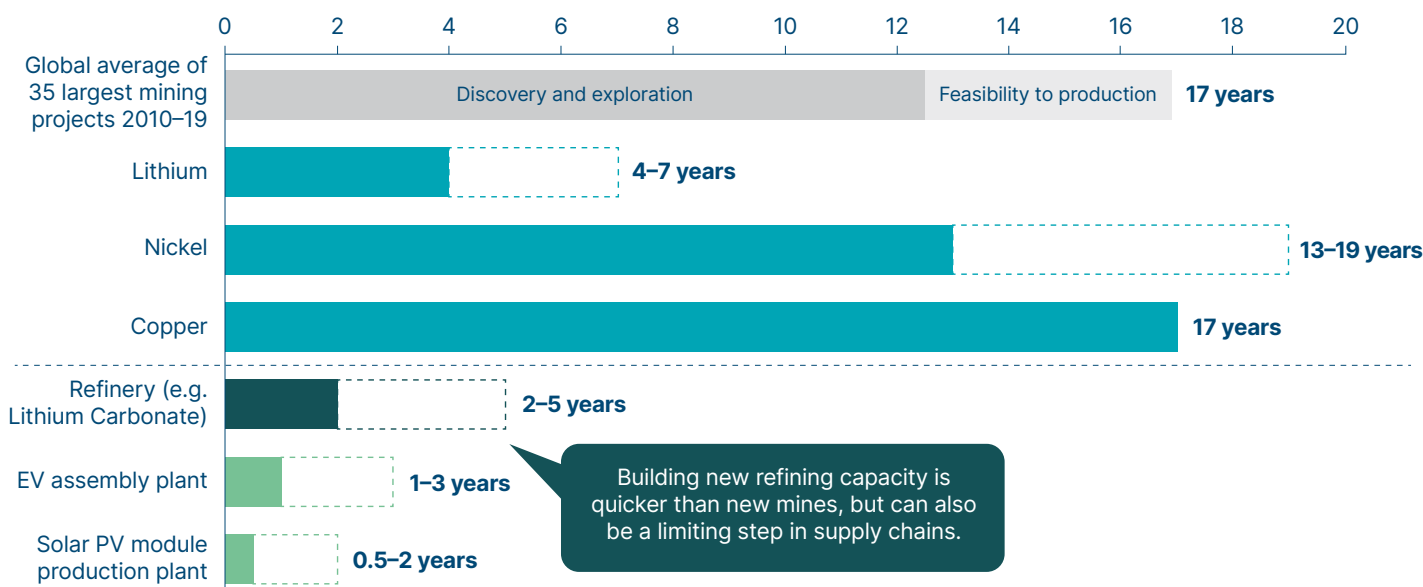 0 2 4 6 8 10 12 14 16 18 20
Global average of
35 largest mining
projects 2010–19
Discovery and exploration
Feasibility to production
17 years
Lithium
4–7 years
Nickel
13–19 years
Copper
17 years
Refinery (e.g.
Lithium Carbonate)
2–5 years
EV assembly plant
1–3 years
Building new refining capacity is
quicker than new mines, but can also
be a limiting step in supply chains.
Solar PV module
production plant
0.5–2 years